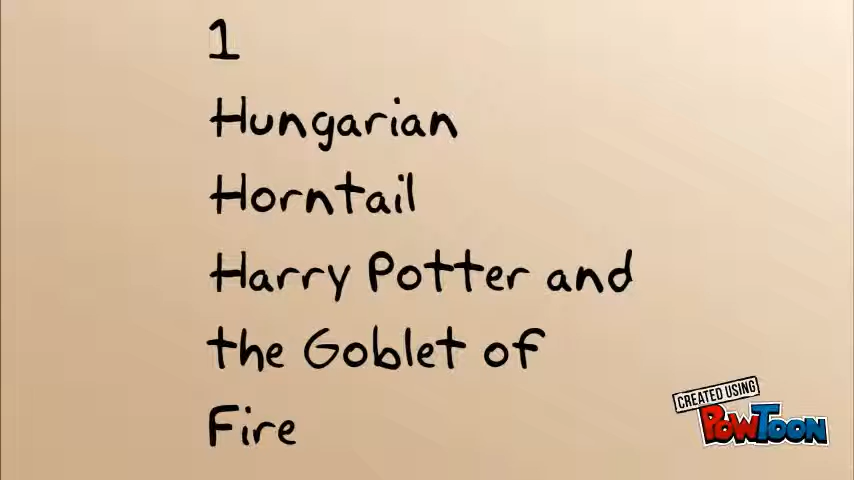 1
Hungarian
Horntail
Harry Potter and
the Goblet of
Fire
CREATED USING
POWTOON